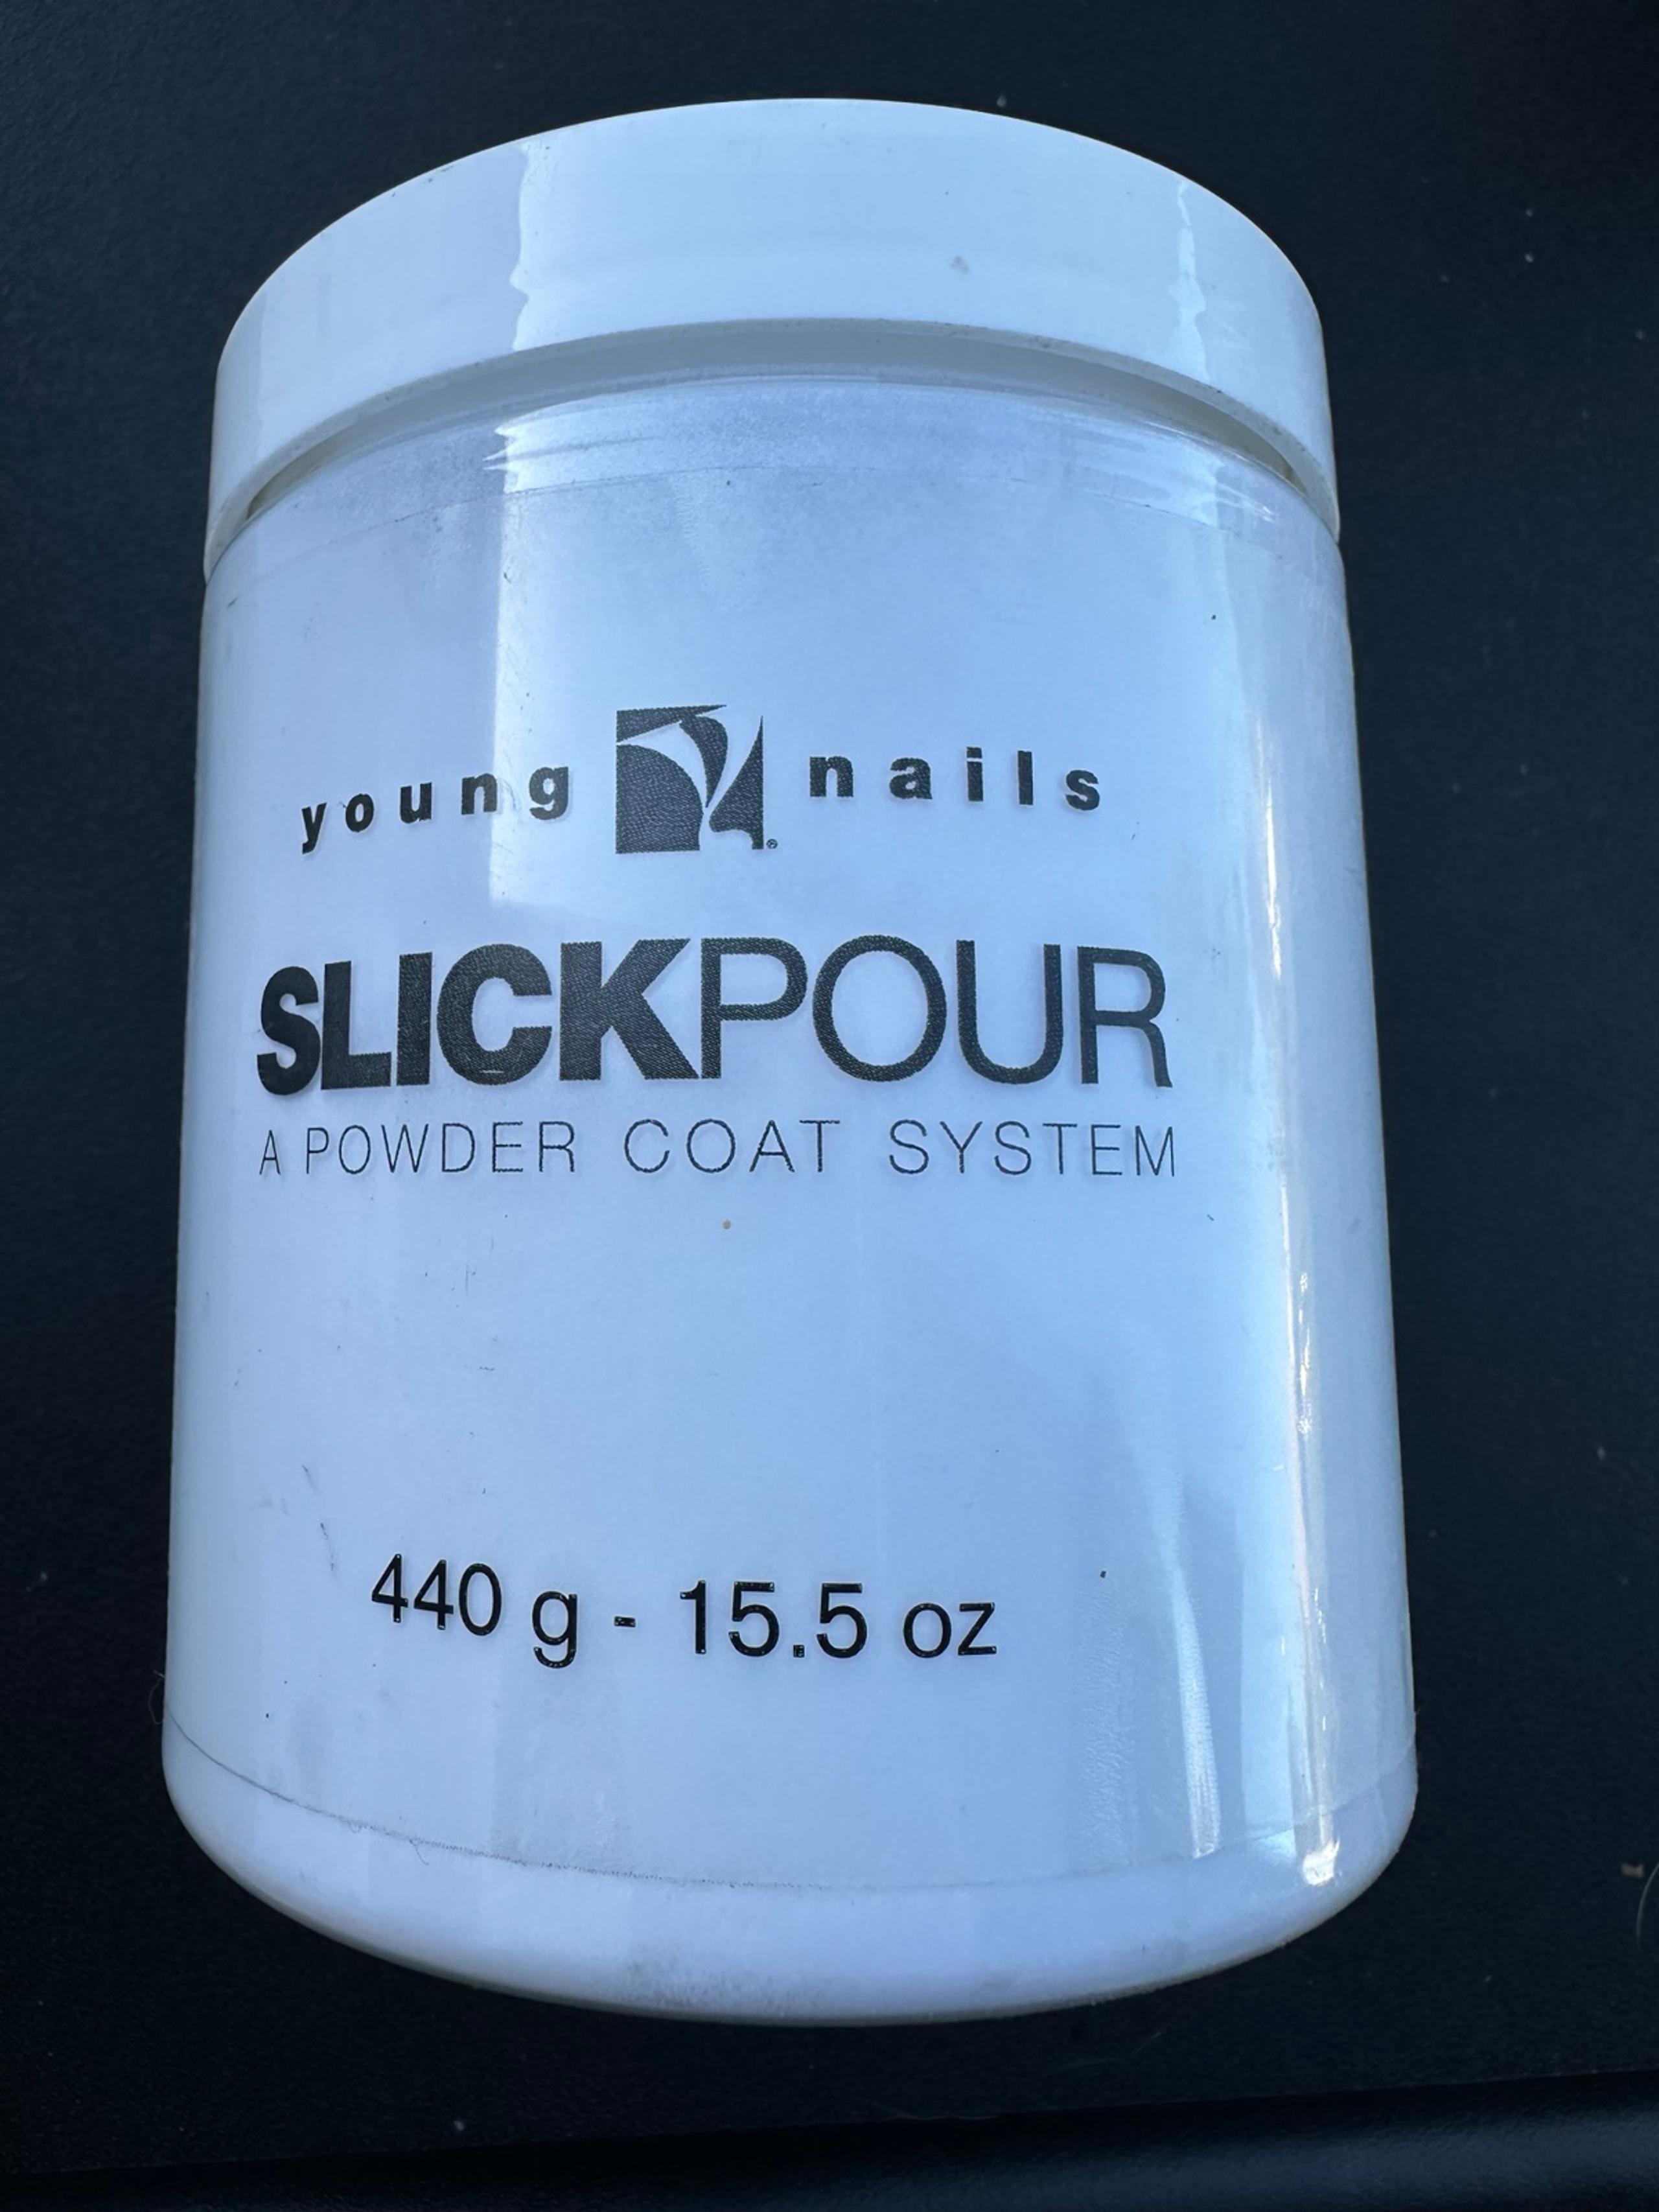 young nails
SLICKPOUR
A POWDER COAT SYSTEM
440 g - 15.5 oz